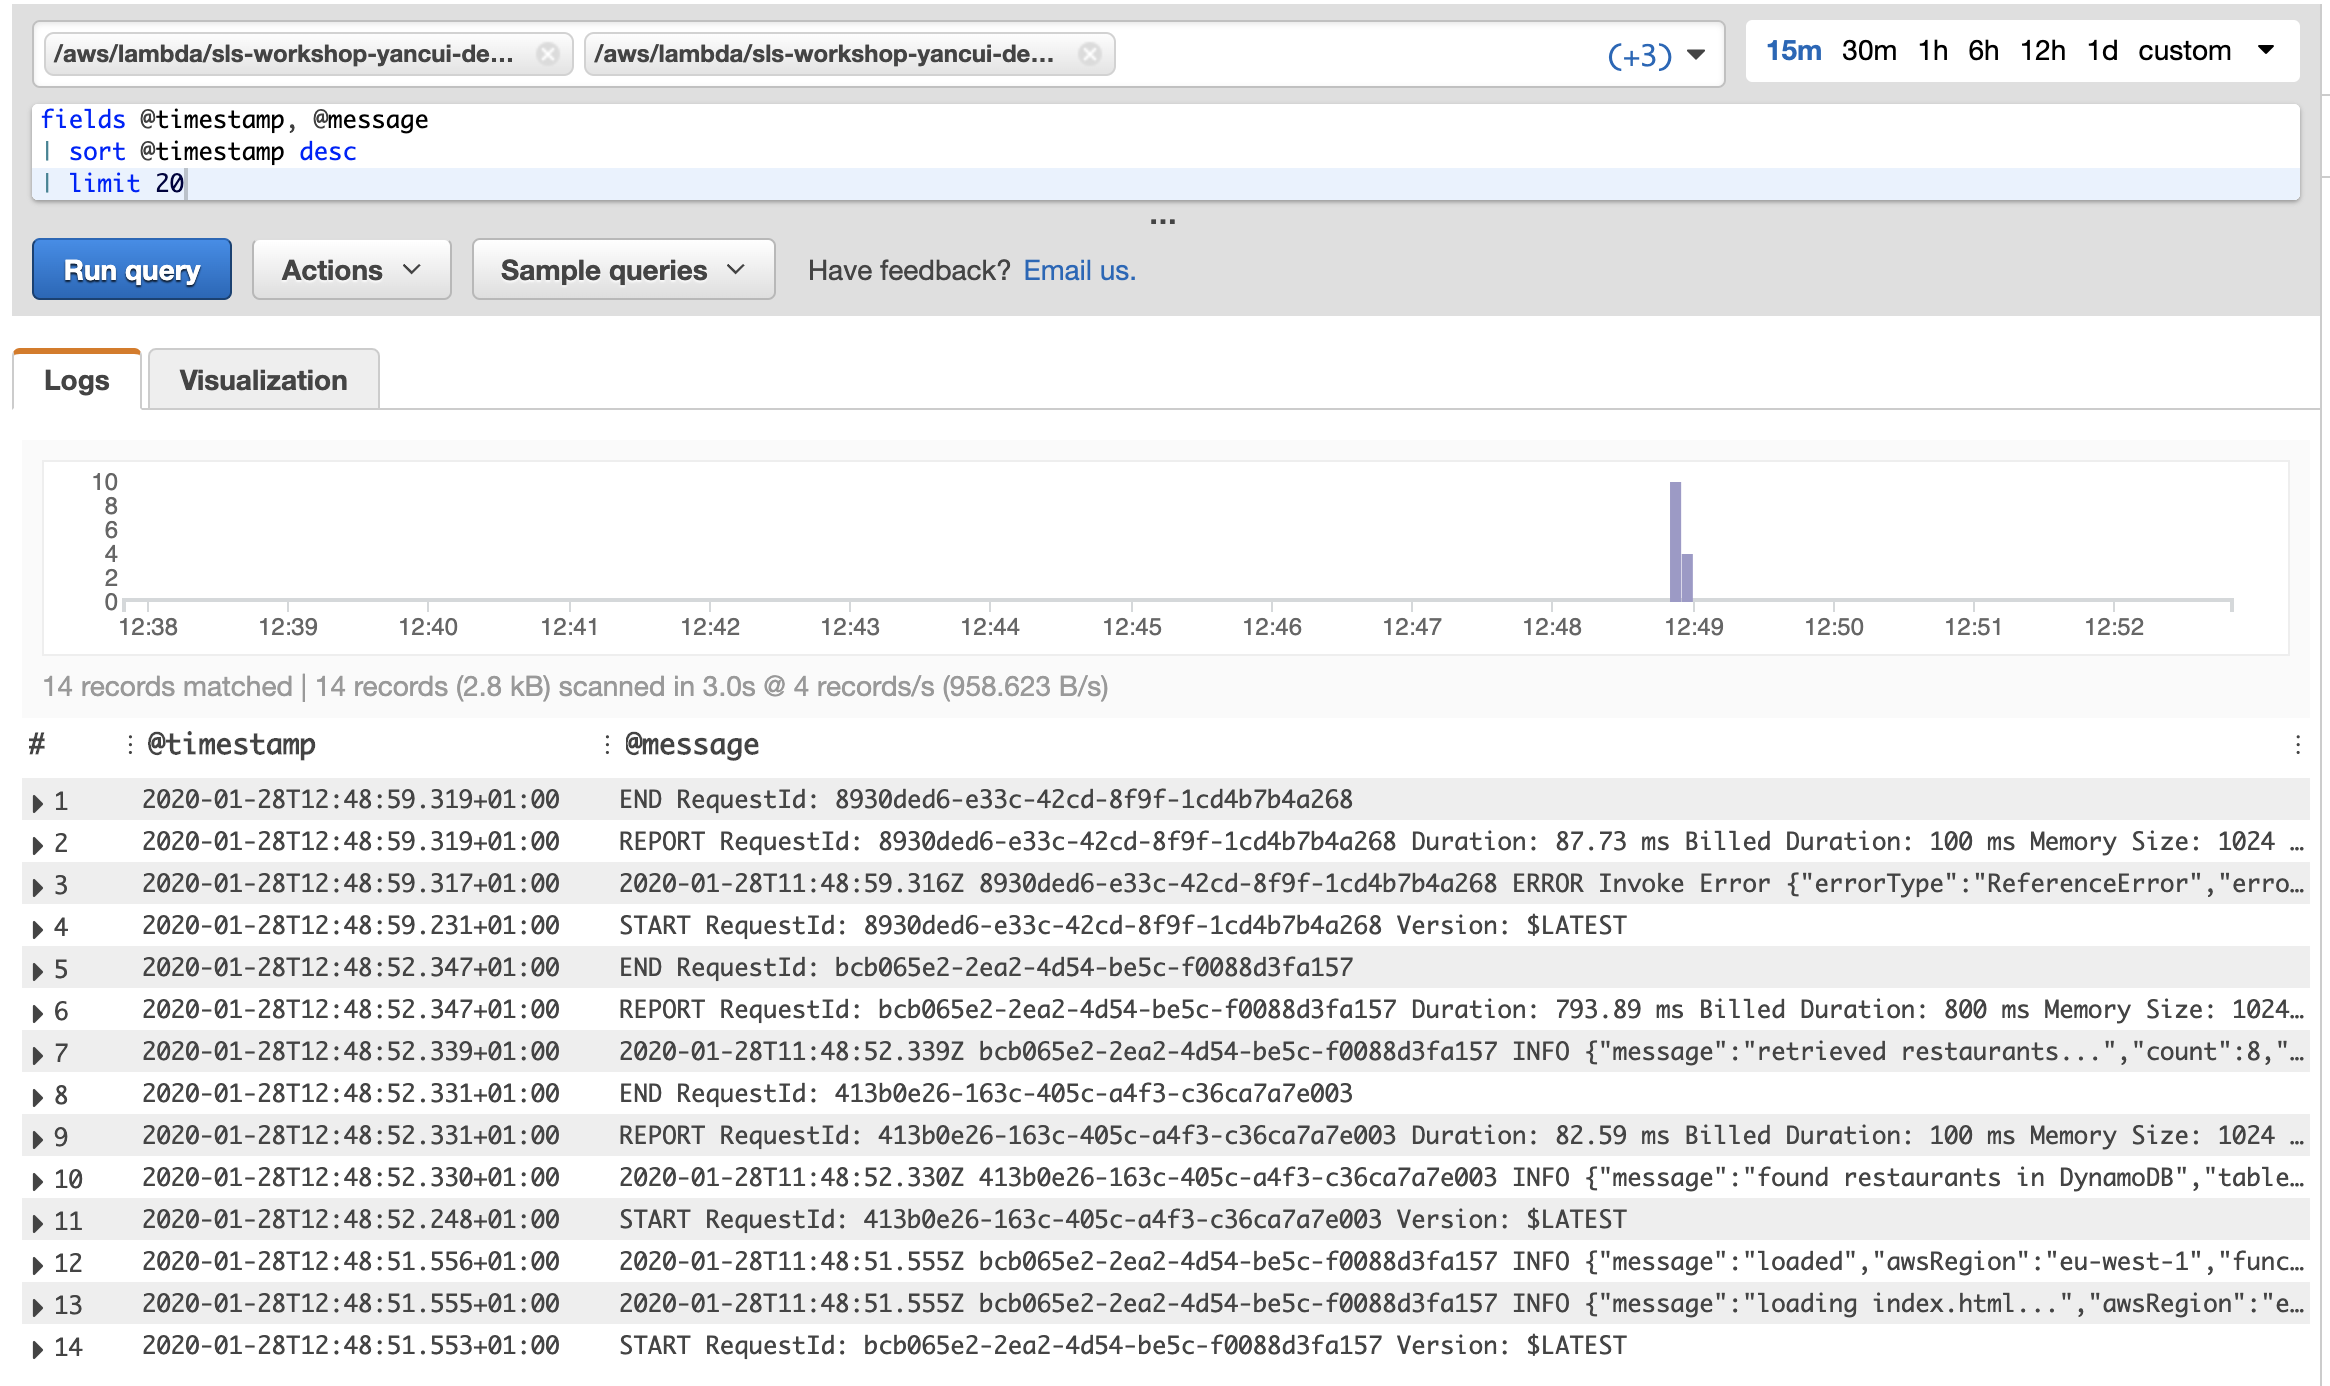 /aws/lambda/sls-workshop-yancui-de... /aws/lambda/sls-workshop-yancui-de... (+3) 15m 30m 1h 6h 12h 1d custom
fields @timestamp, @message
| sort @timestamp desc
| limit 20
...
Run query Actions Sample queries Have feedback? Email us.
Logs Visualization
10
8
6
4
2
0
12:38 12:39 12:40 12:41 12:42 12:43 12:44 12:45 12:46 12:47 12:48 12:49 12:50 12:51 12:52
14 records matched | 14 records (2.8 kB) scanned in 3.0s @ 4 records/s (958.623 B/s)
# @timestamp @message
1 2020-01-28T12:48:59.319+01:00 END RequestId: 8930ded6-e33c-42cd-8f9f-1cd4b7b4a268
2 2020-01-28T12:48:59.319+01:00 REPORT RequestId: 8930ded6-e33c-42cd-8f9f-1cd4b7b4a268 Duration: 87.73 ms Billed Duration: 100 ms Memory Size: 1024 …
3 2020-01-28T12:48:59.317+01:00 2020-01-28T11:48:59.316Z 8930ded6-e33c-42cd-8f9f-1cd4b7b4a268 ERROR Invoke Error {"errorType":"ReferenceError","erro…
4 2020-01-28T12:48:59.231+01:00 START RequestId: 8930ded6-e33c-42cd-8f9f-1cd4b7b4a268 Version: $LATEST
5 2020-01-28T12:48:52.347+01:00 END RequestId: bcb065e2-2ea2-4d54-be5c-f0088d3fa157
6 2020-01-28T12:48:52.347+01:00 REPORT RequestId: bcb065e2-2ea2-4d54-be5c-f0088d3fa157 Duration: 793.89 ms Billed Duration: 800 ms Memory Size: 1024…
7 2020-01-28T12:48:52.339+01:00 2020-01-28T11:48:52.339Z bcb065e2-2ea2-4d54-be5c-f0088d3fa157 INFO {"message":"retrieved restaurants...","count":8,"…
8 2020-01-28T12:48:52.331+01:00 END RequestId: 413b0e26-163c-405c-a4f3-c36ca7a7e003
9 2020-01-28T12:48:52.331+01:00 REPORT RequestId: 413b0e26-163c-405c-a4f3-c36ca7a7e003 Duration: 82.59 ms Billed Duration: 100 ms Memory Size: 1024 …
10 2020-01-28T12:48:52.330+01:00 2020-01-28T11:48:52.330Z 413b0e26-163c-405c-a4f3-c36ca7a7e003 INFO {"message":"found restaurants in DynamoDB","table…
11 2020-01-28T12:48:52.248+01:00 START RequestId: 413b0e26-163c-405c-a4f3-c36ca7a7e003 Version: $LATEST
12 2020-01-28T12:48:51.556+01:00 2020-01-28T11:48:51.555Z bcb065e2-2ea2-4d54-be5c-f0088d3fa157 INFO {"message":"loaded","awsRegion":"eu-west-1","func…
13 2020-01-28T12:48:51.555+01:00 2020-01-28T11:48:51.555Z bcb065e2-2ea2-4d54-be5c-f0088d3fa157 INFO {"message":"loading index.html...","awsRegion":"e…
14 2020-01-28T12:48:51.553+01:00 START RequestId: bcb065e2-2ea2-4d54-be5c-f0088d3fa157 Version: $LATEST